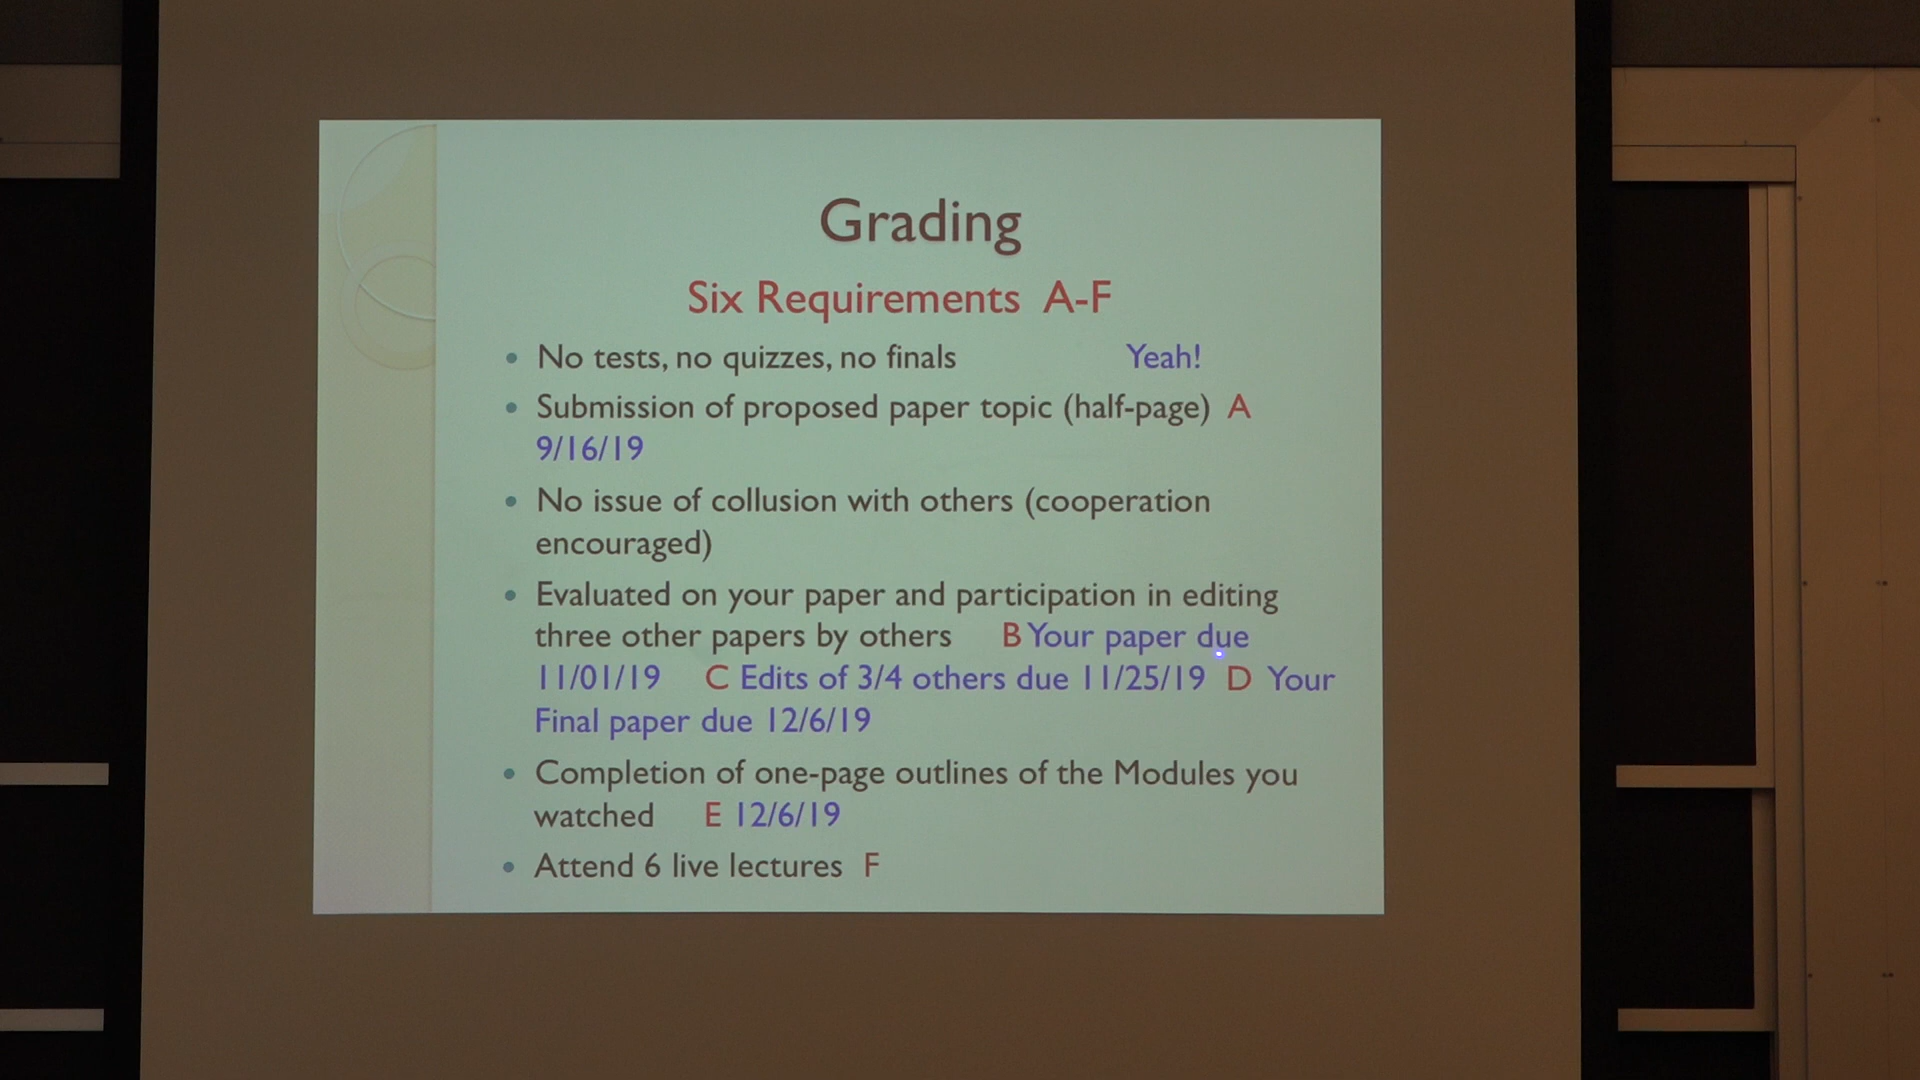 Grading
Six Requirements A-F
• No tests, no quizzes, no finals Yeah!
• Submission of proposed paper topic (half-page) A
9/16/19
• No issue of collusion with others (cooperation
encouraged)
• Evaluated on your paper and participation in editing
three other papers by others B Your paper due
11/01/19 C Edits of 3/4 others due 11/25/19 D Your
Final paper due 12/6/19
• Completion of one-page outlines of the Modules you
watched E 12/6/19
• Attend 6 live lectures F